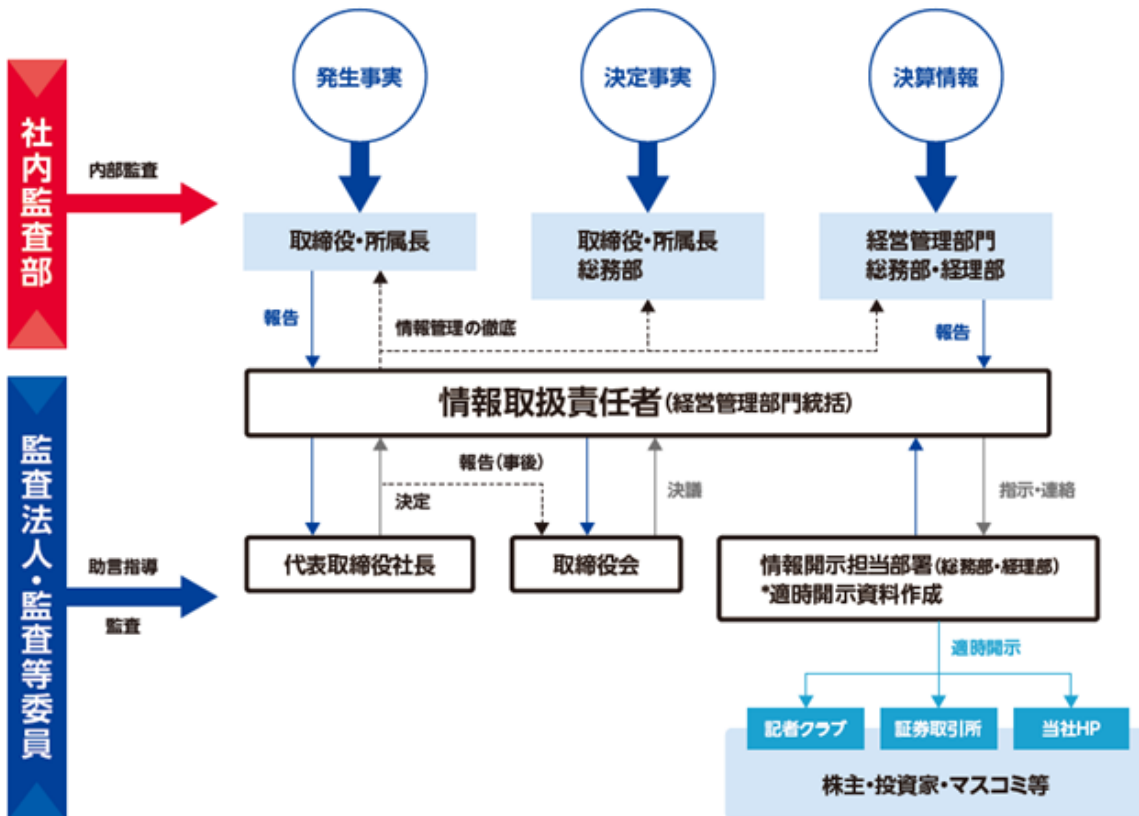 発生事実
決定事実
決算情報
社内監査部
内部監査
取締役・所属長
取締役・所属長
総務部
経営管理部門
総務部・経理部
報告
情報管理の徹底
報告
情報取扱責任者(経営管理部門統括)
監査法人・監査等委員
助言指導
監査
報告(事後)
決定
決議
指示・連絡
代表取締役社長
取締役会
情報開示担当部署(総務部・経理部)
*適時開示資料作成
適時開示
記者クラブ
証券取引所
当社HP
株主・投資家・マスコミ等